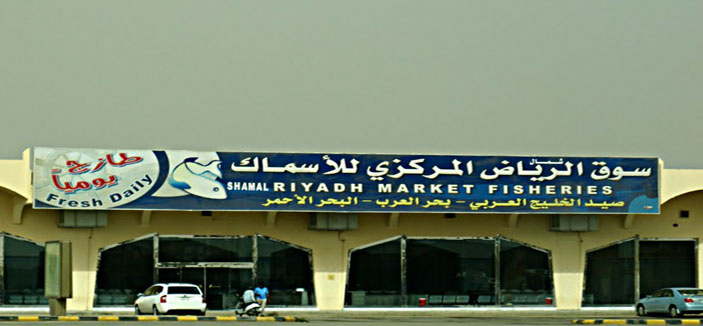 سوق شمال الرياض المركزي للأسماك
SHAMAL RIYADH MARKET FISHERIES
صيد الخليج العربي - بحر العرب - البحر الأحمر
طازج
يومياً
Fresh Daily